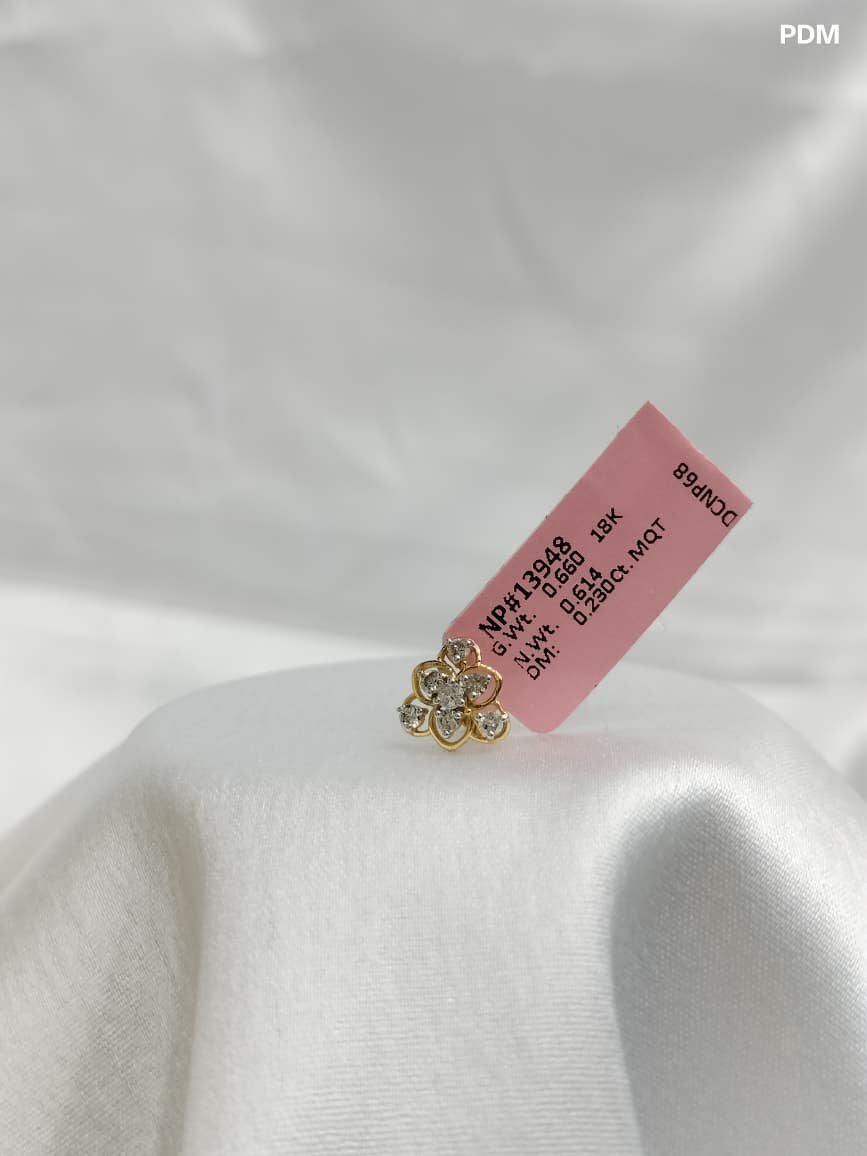 PDM
NP#13948
G.Wt. 0.660 18K
N.Wt. 0.614
DM: 0.230Ct. MQT
DCNP68